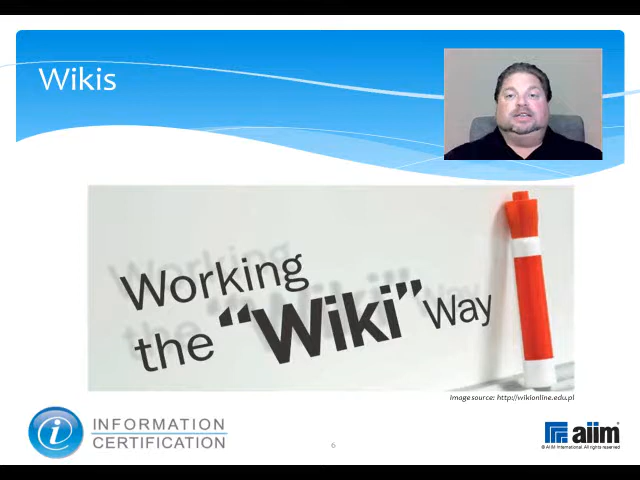 Wikis
Working
the "Wiki" Way
Image source: http://wikionline.edu.pl
i
INFORMATION
CERTIFICATION
6
aiim
© AIIM International. All rights reserved